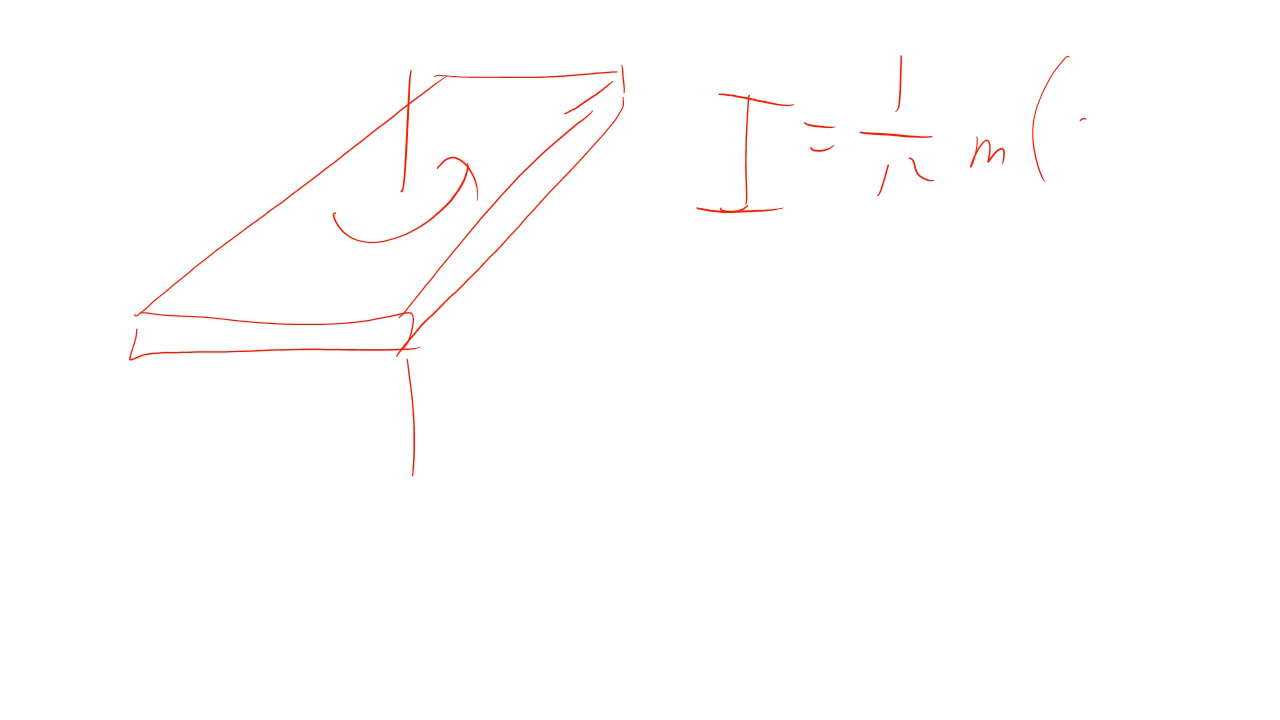 I = 1/12 m (